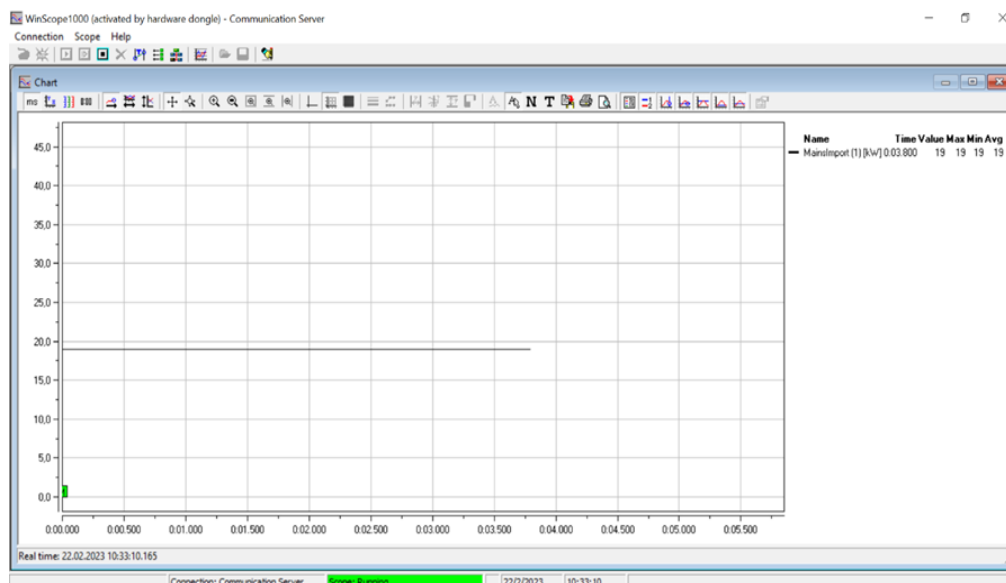 WinScope1000 (activated by hardware dongle) - Communication Server
Connection Scope Help
Chart
ms
N T
Name Time Value Max Min Avg
MainsImport (1) [kW] 0:03.800 19 19 19 19
45,0
40,0
35,0
30,0
25,0
20,0
15,0
10,0
5,0
0,0
0:00.000 0:00.500 0:01.000 0:01.500 0:02.000 0:02.500 0:03.000 0:03.500 0:04.000 0:04.500 0:05.000 0:05.500
Real time: 22.02.2023 10:33:10.165
Connection: Communication Server Scope: Running 22/2/2023 10:33:10